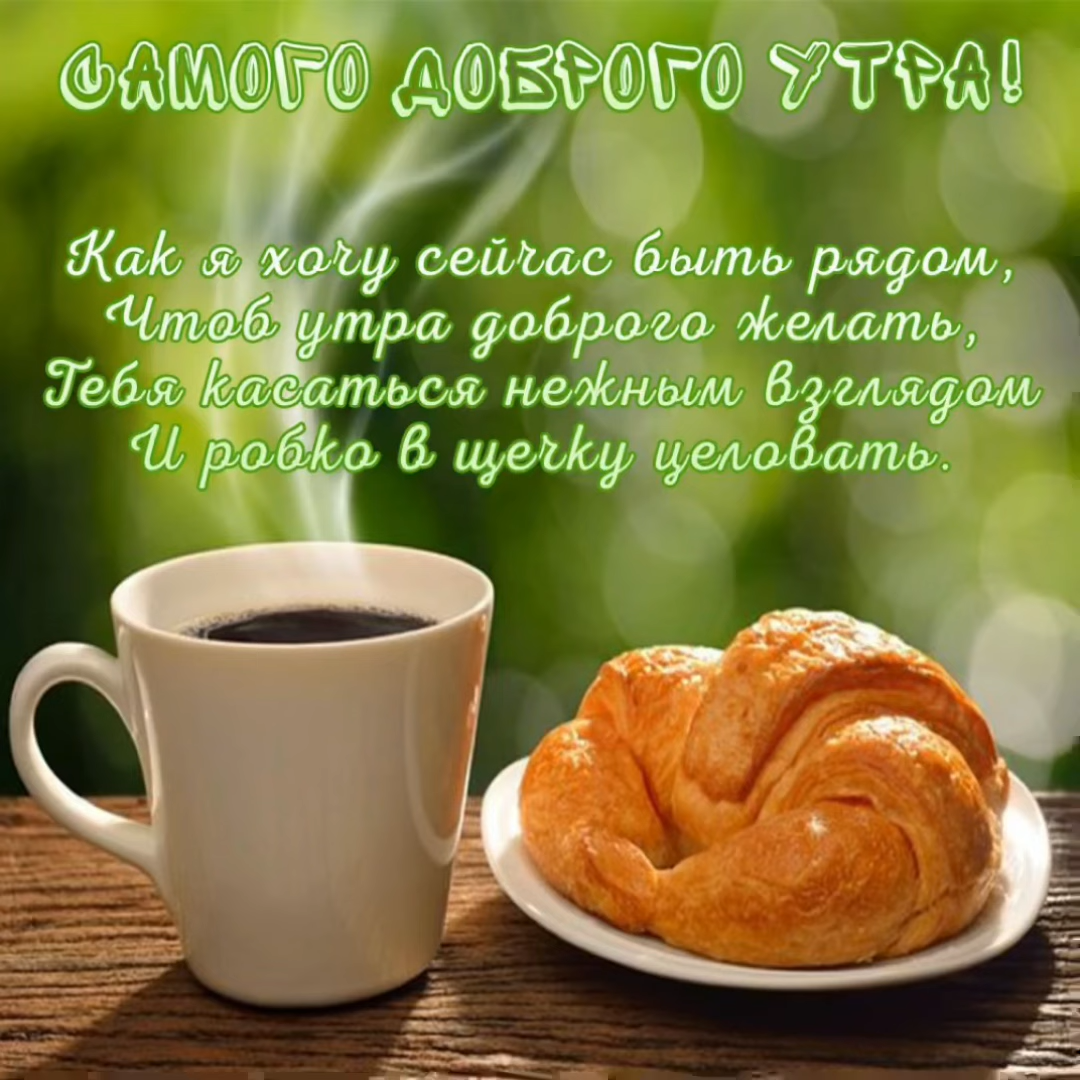 САМОГО ДОБРОГО УТРА!
Как я хочу сейчас быть рядом,
Чтоб утра доброго желать,
Тебя касаться нежным взглядом
И робко в щечку целовать.